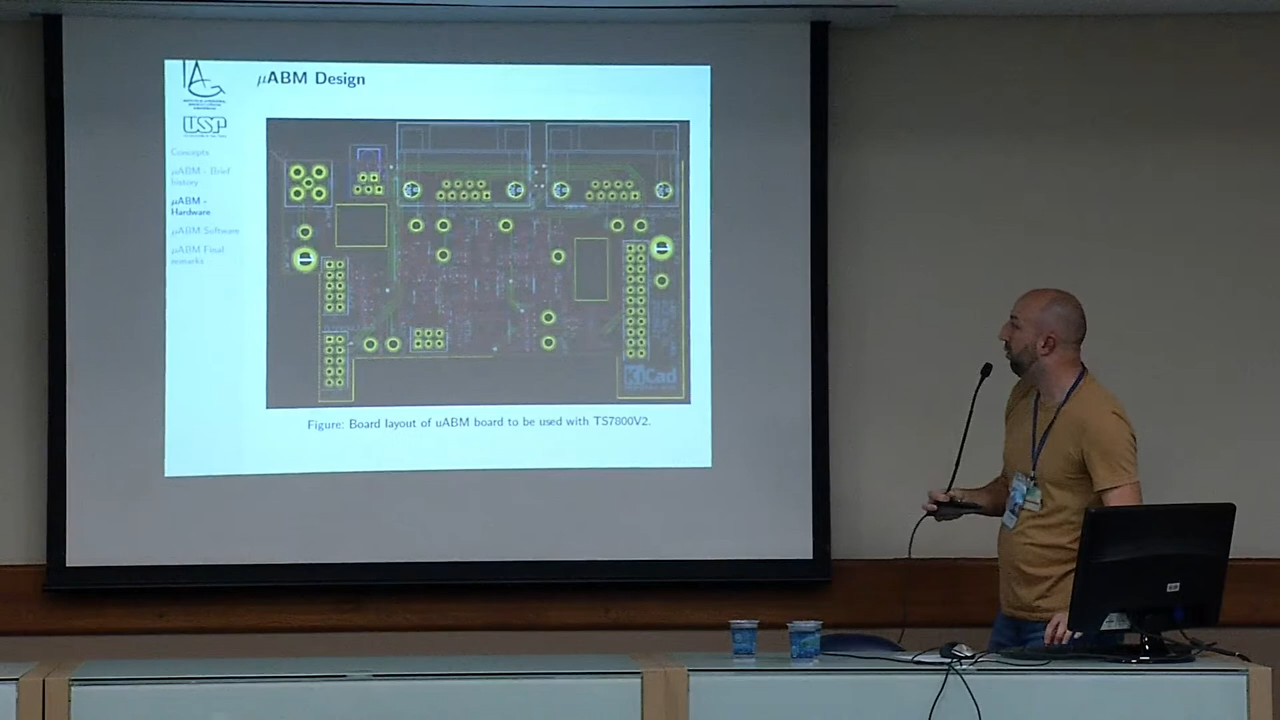 μABM Design
IAG
USP
Concepts
μABM - Brief
history
μABM -
Hardware
μABM Software
μABM Final
remarks
KiCad
Figure: Board layout of uABM board to be used with TS7800V2.